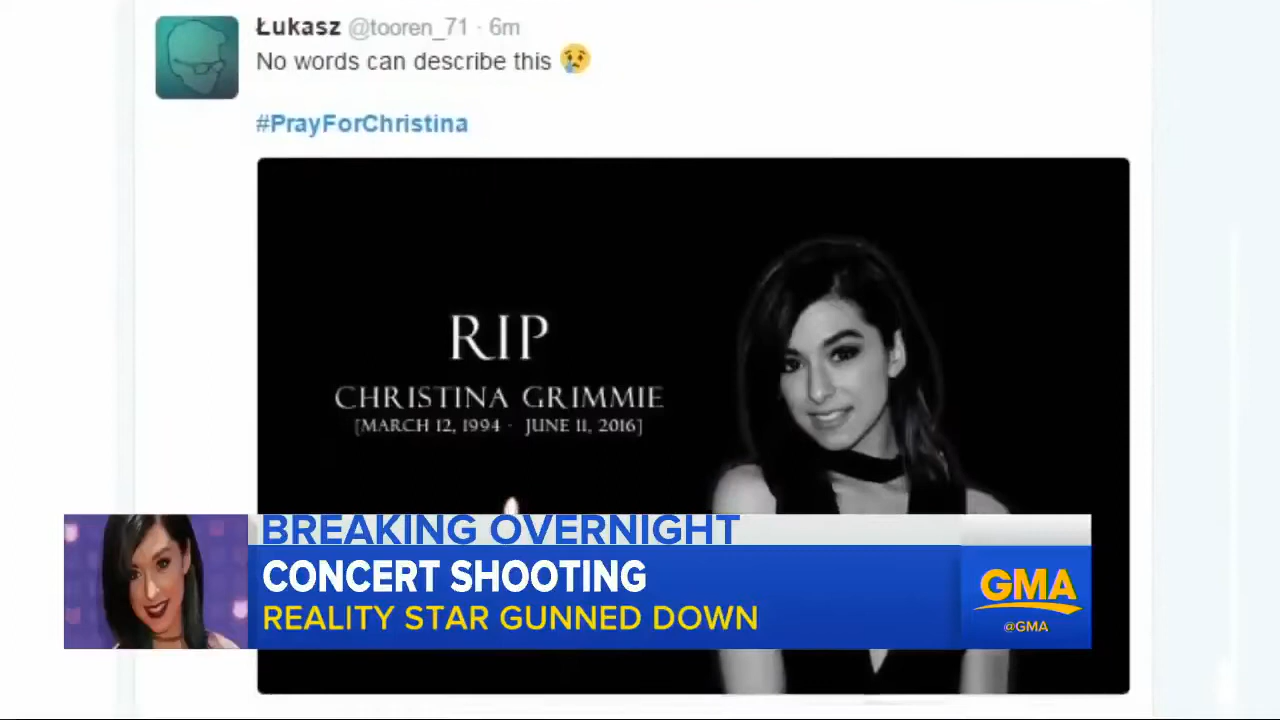 Łukasz @tooren_71 · 6m
No words can describe this 😢
#PrayForChristina
RIP
CHRISTINA GRIMMIE
[MARCH 12, 1994 - JUNE 11, 2016]
BREAKING OVERNIGHT
CONCERT SHOOTING
REALITY STAR GUNNED DOWN
GMA
@GMA